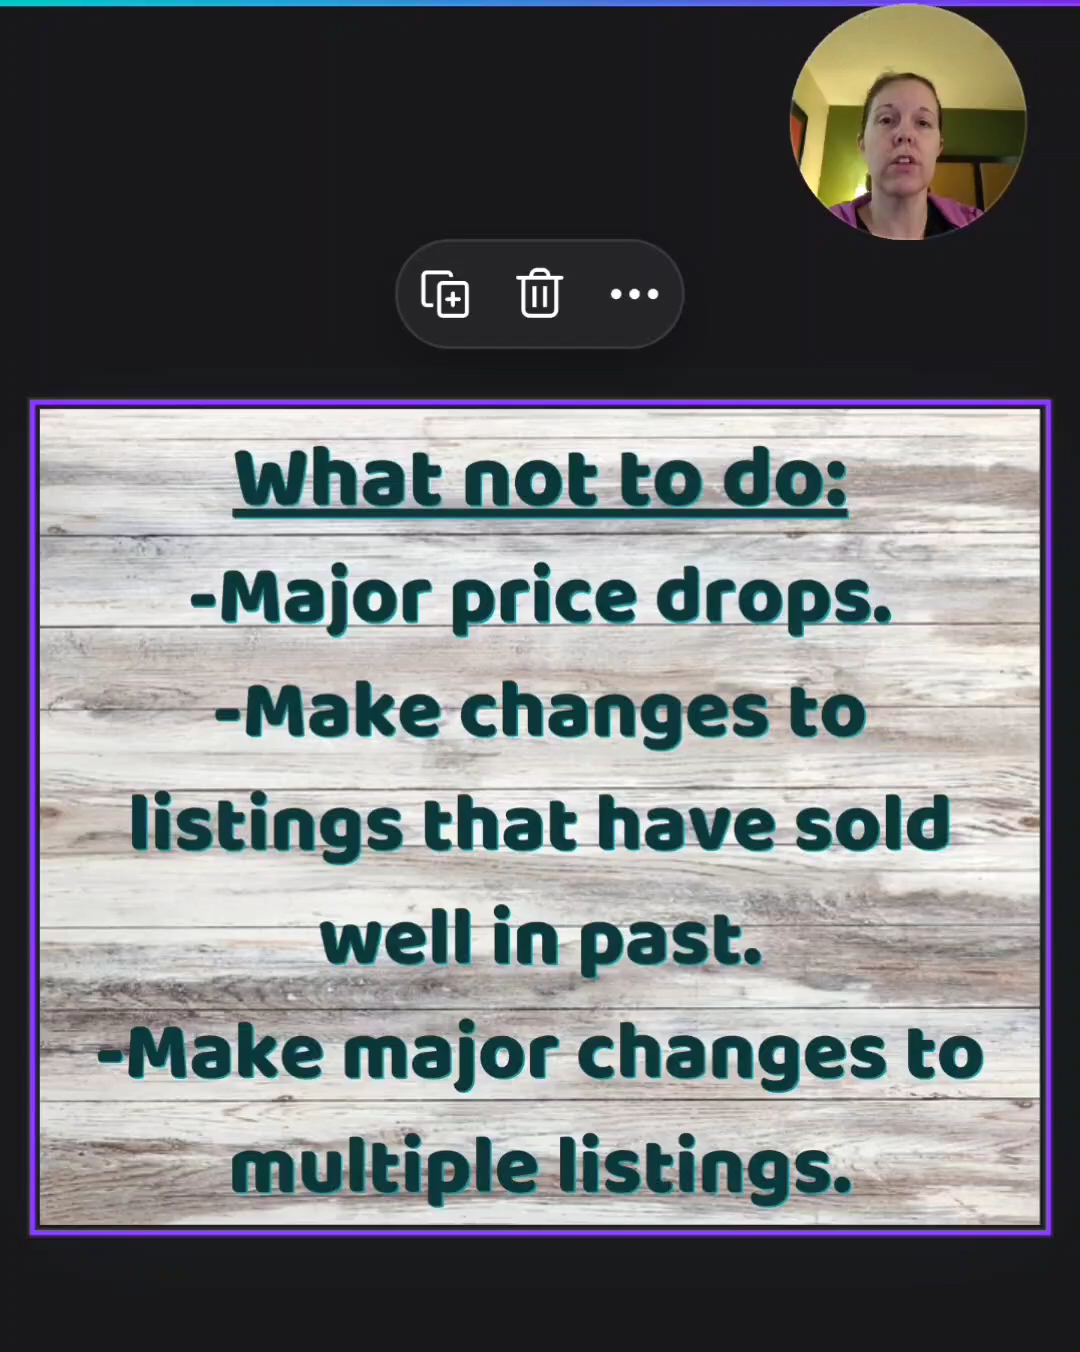 What not to do:
-Major price drops.
-Make changes to
listings that have sold
well in past.
-Make major changes to
multiple listings.